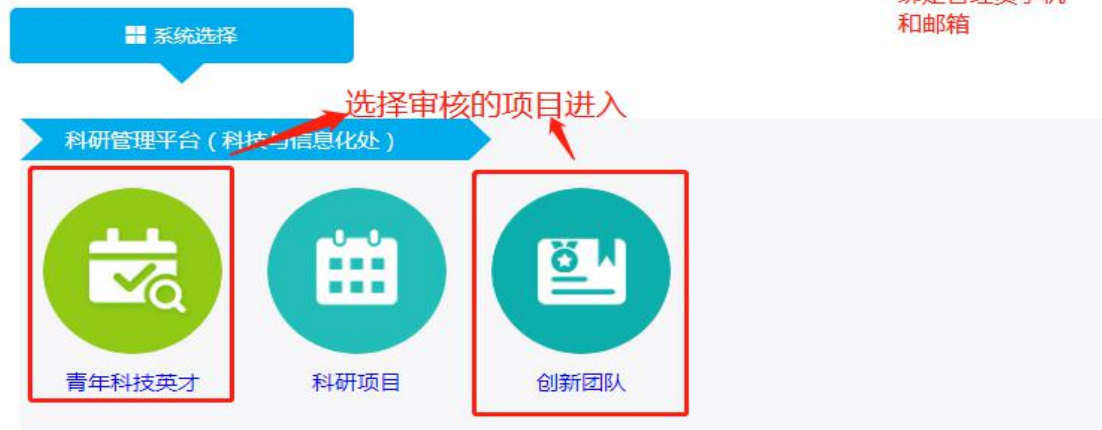 和邮箱
系统选择
选择审核的项目进入
科研管理平台（科技与信息化处）
青年科技英才
科研项目
创新团队